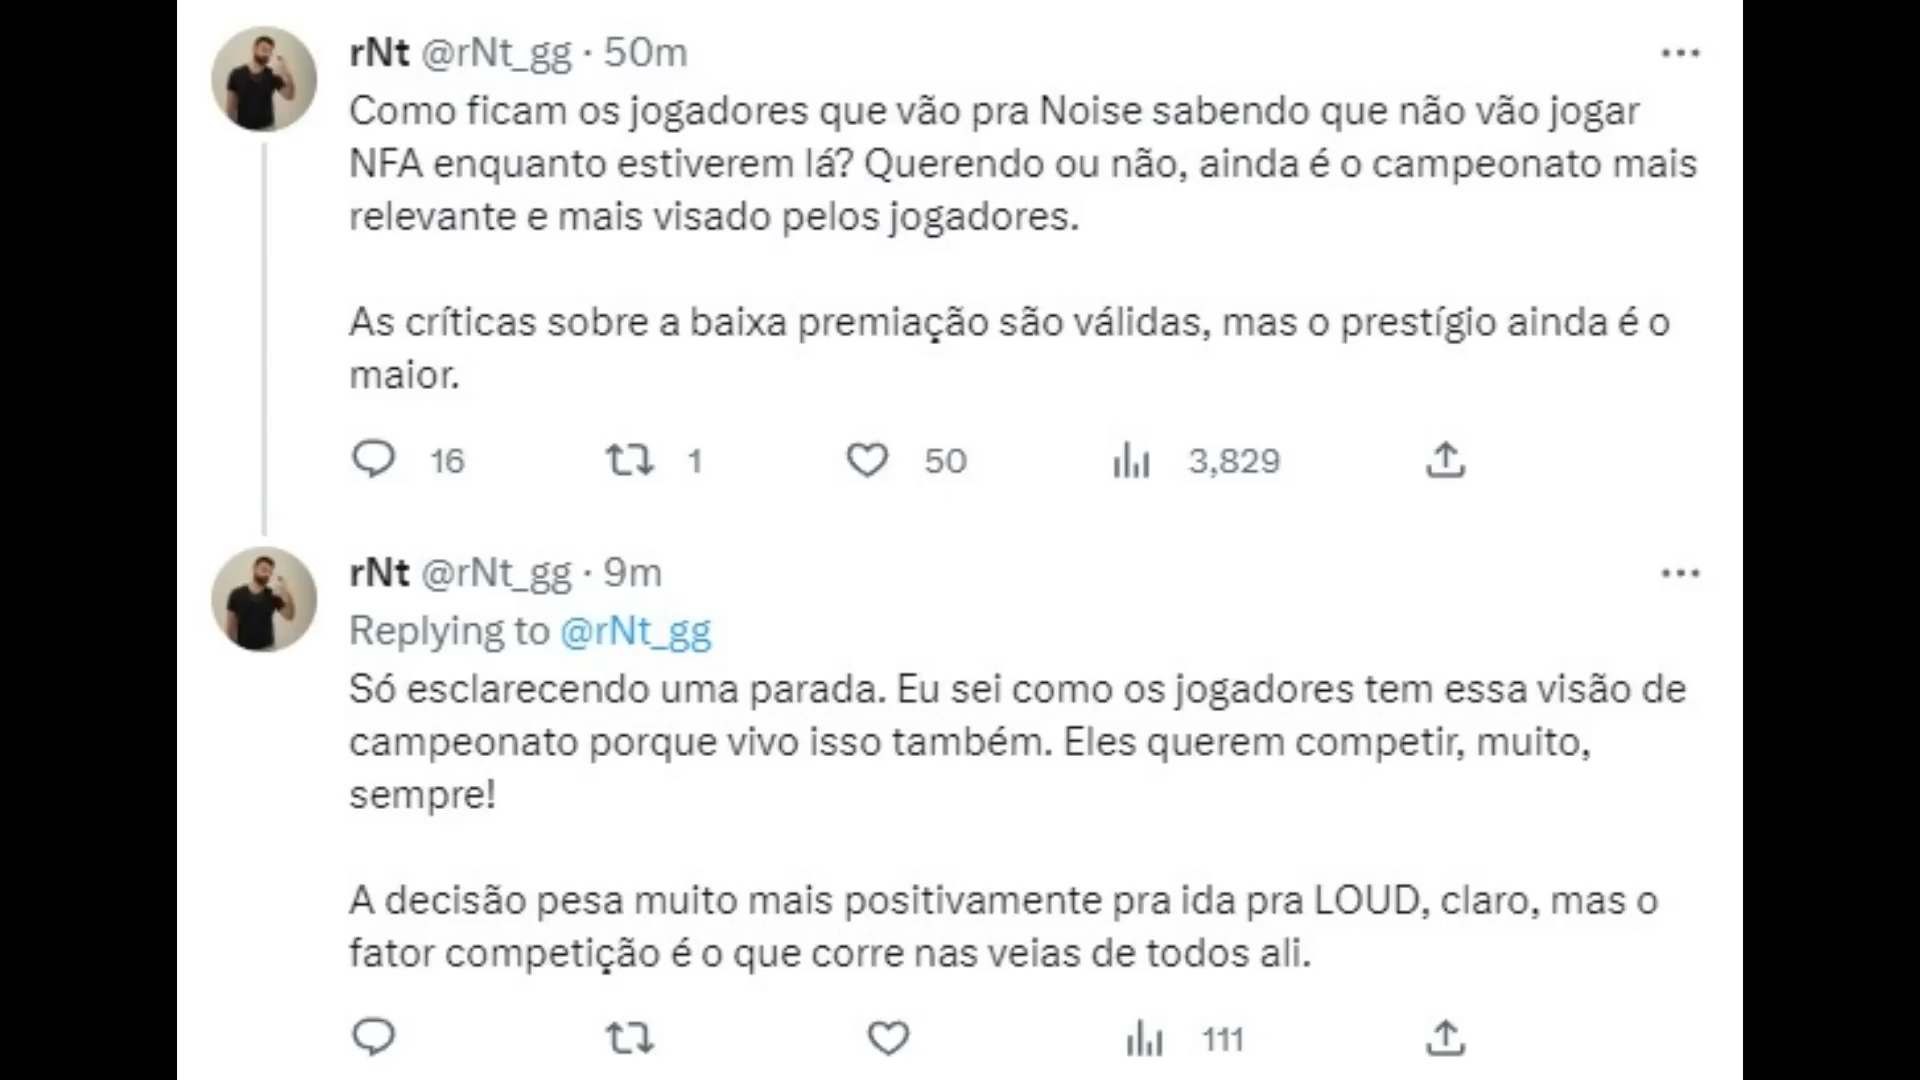 rNt @rNt_gg · 50m
Como ficam os jogadores que vão pra Noise sabendo que não vão jogar
NFA enquanto estiverem lá? Querendo ou não, ainda é o campeonato mais
relevante e mais visado pelos jogadores.
As críticas sobre a baixa premiação são válidas, mas o prestígio ainda é o
maior.
16 1 50 3,829
rNt @rNt_gg · 9m
Replying to @rNt_gg
Só esclarecendo uma parada. Eu sei como os jogadores tem essa visão de
campeonato porque vivo isso também. Eles querem competir, muito,
sempre!
A decisão pesa muito mais positivamente pra ida pra LOUD, claro, mas o
fator competição é o que corre nas veias de todos ali.
111